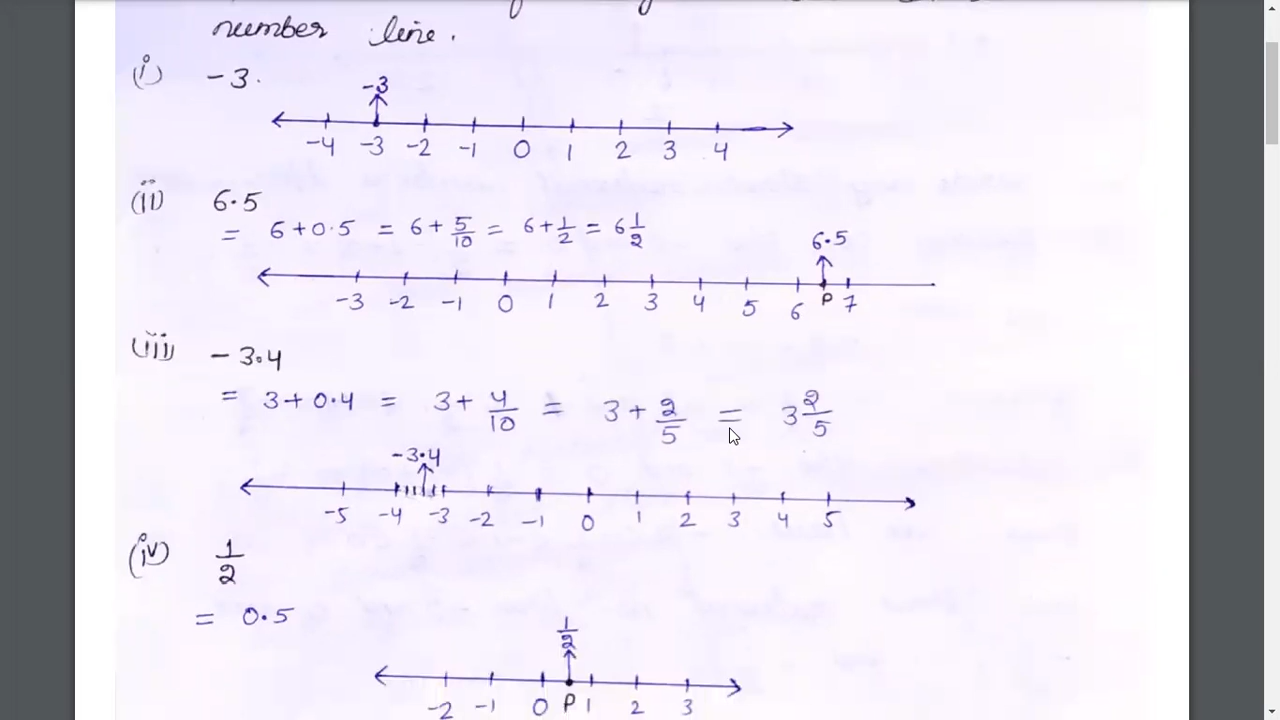 number line.
(i) -3.
-3
-4 -3 -2 -1 0 1 2 3 4
(ii) 6.5
= 6+0.5 = 6+5/10 = 6+1/2 = 6 1/2
6.5
-3 -2 -1 0 1 2 3 4 5 6 P 7
(iii) -3.4
= 3+0.4 = 3+4/10 = 3+2/5 = 3 2/5
-3.4
-5 -4 -3 -2 -1 0 1 2 3 4 5
(iv) 1/2
= 0.5
1/2
-2 -1 0 P 1 2 3